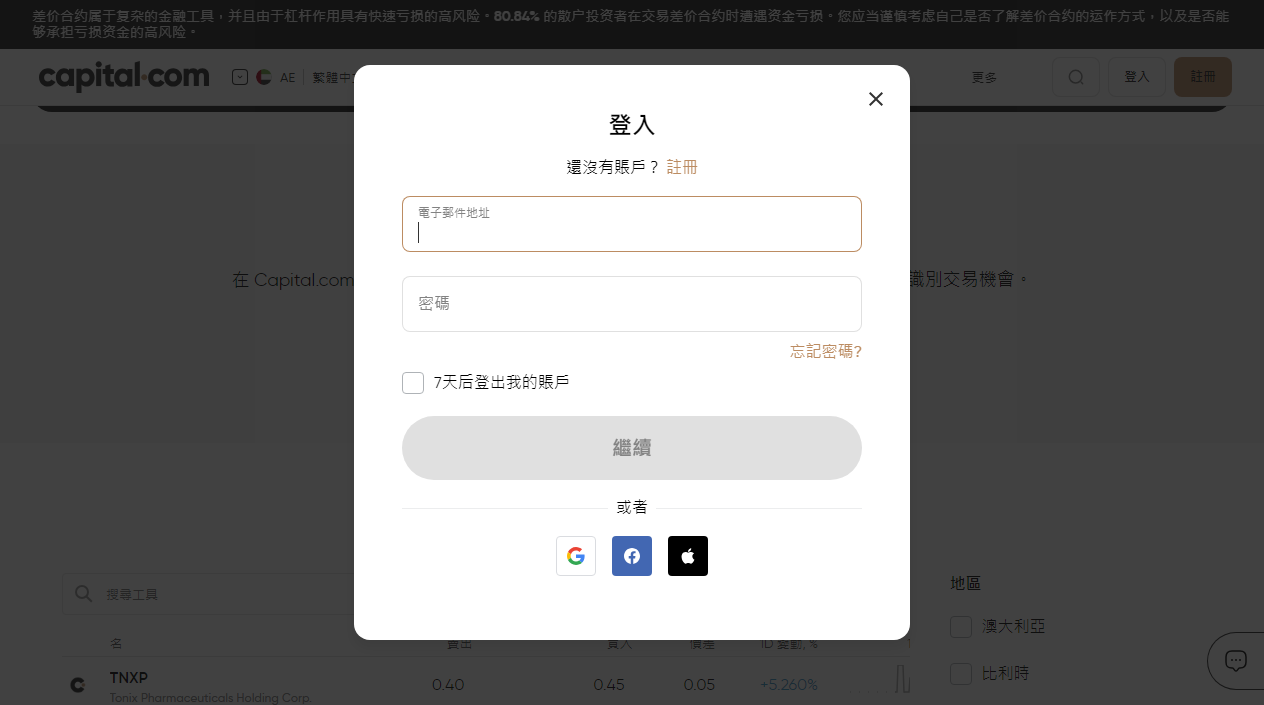 差价合约属于复杂的金融工具，并且由于杠杆作用具有快速亏损的高风险。80.84% 的散户投资者在交易差价合约时遭遇资金亏损。您应当谨慎考虑自己是否了解差价合約的运作方式，以及是否能
够承担亏损资金的高风险。
capital.com AE 繁體中 更多 登入 註冊
登入
還沒有賬戶？ 註冊
電子郵件地址
在 Capital.com 識別交易機會。
密碼
忘記密碼?
7天后登出我的賬戶
繼續
或者
地區
搜尋工具
澳大利亞
名 賣出 買入 價差 ID 變動, %
比利時
TNXP 0.40 0.45 0.05 +5.260%
Tonix Pharmaceuticals Holding Corp.